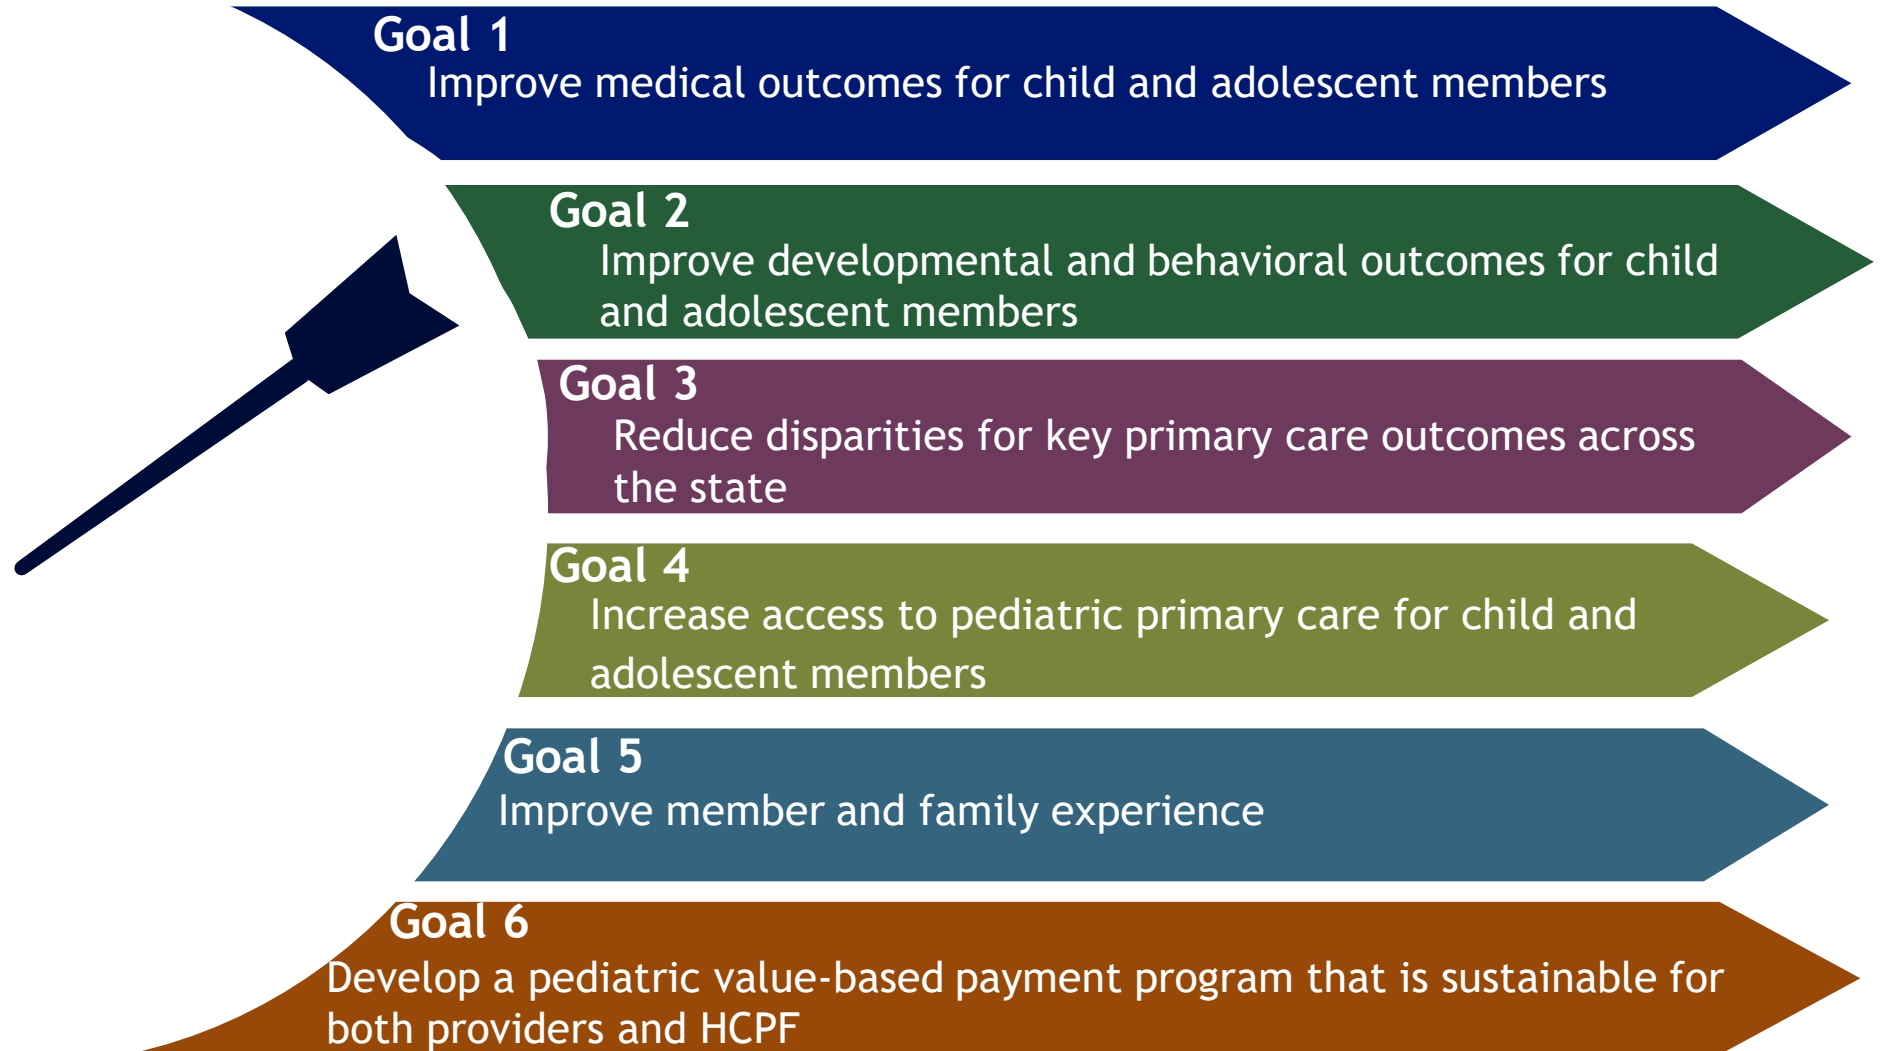 Goal 1
Improve medical outcomes for child and adolescent members
Goal 2
Improve developmental and behavioral outcomes for child
and adolescent members
Goal 3
Reduce disparities for key primary care outcomes across
the state
Goal 4
Increase access to pediatric primary care for child and
adolescent members
Goal 5
Improve member and family experience
Goal 6
Develop a pediatric value-based payment program that is sustainable for
both providers and HCPF